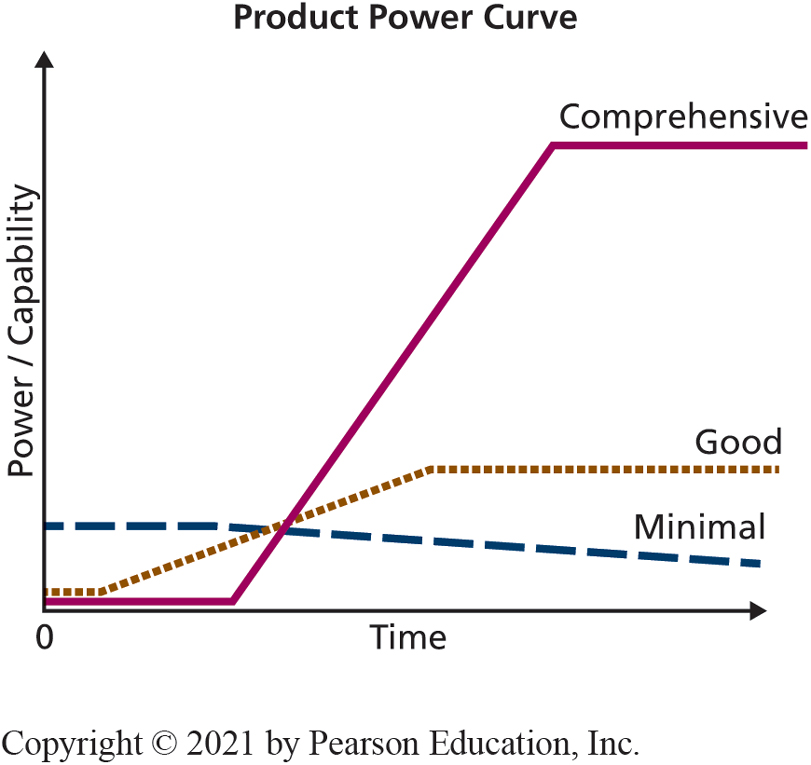 Product Power Curve
Comprehensive
Power / Capability
Good
Minimal
0
Time
Copyright © 2021 by Pearson Education, Inc.